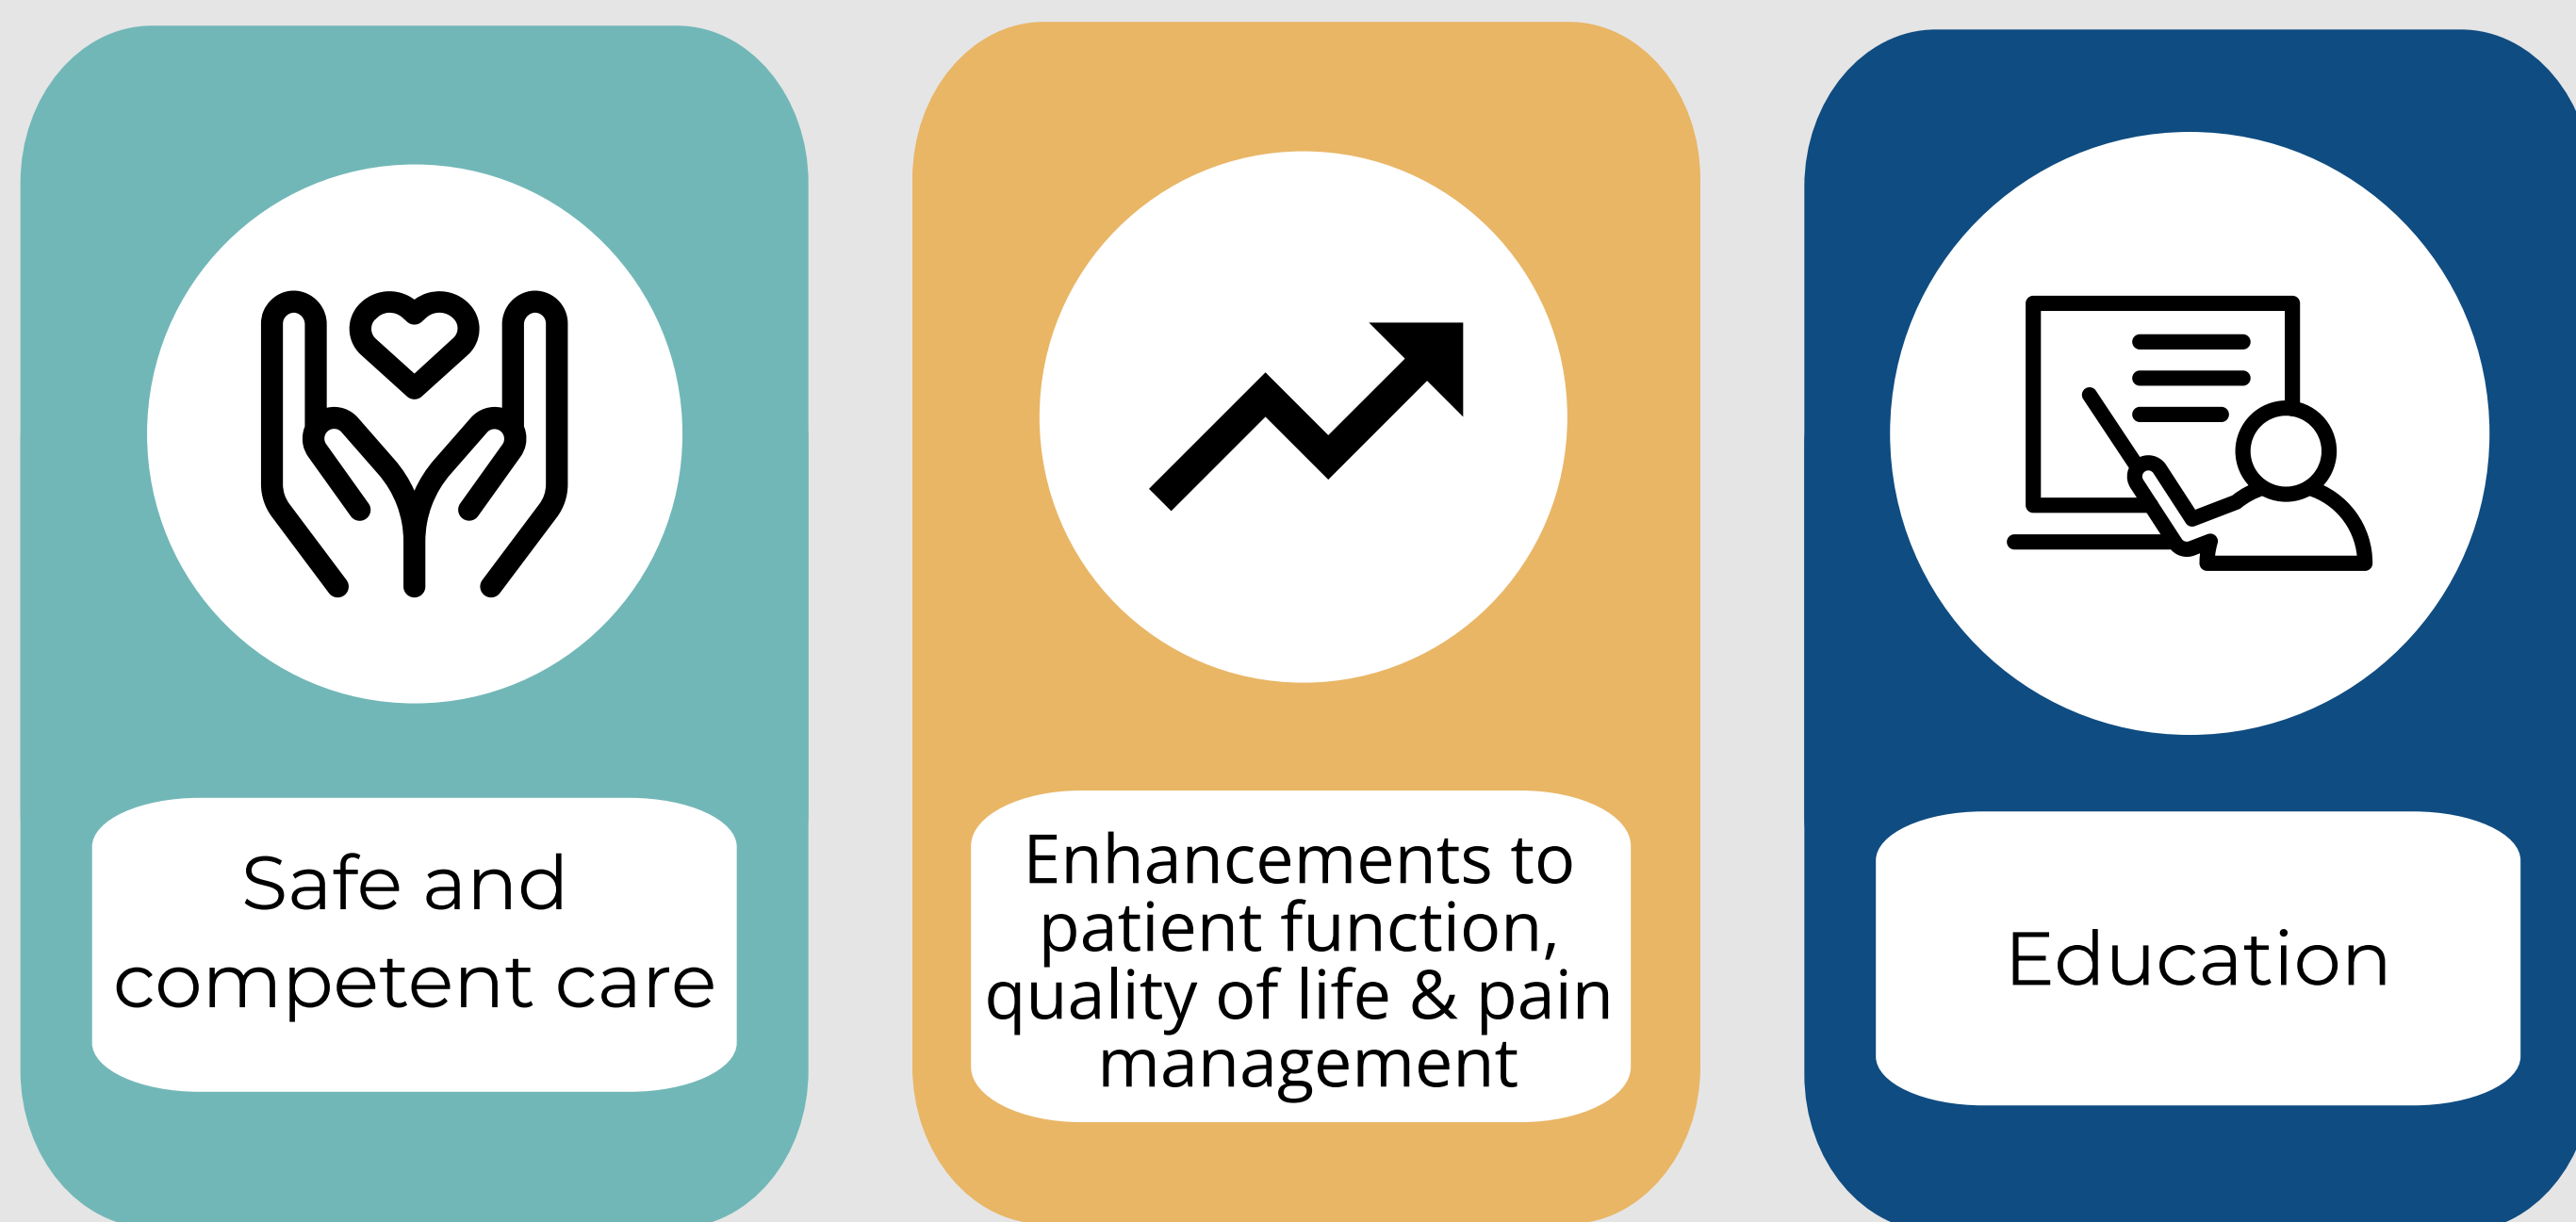 Safe and
competent care
Enhancements to
patient function,
quality of life & pain
management
Education